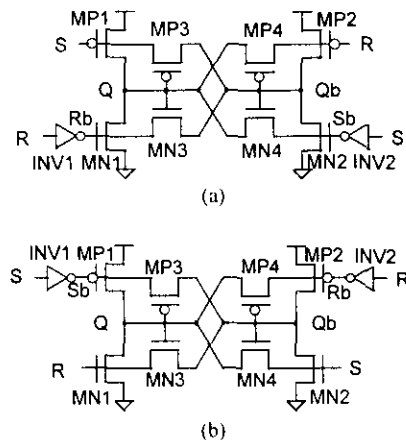 MP1 MP3 MP4 MP2
S R
Q Qb
R Rb Sb S
INV1 MN1 MN3 MN4 MN2 INV2
(a)
INV1 MP1 MP3 MP4 MP2 INV2
S Sb Rb R
Q Qb
R S
MN1 MN3 MN4 MN2
(b)